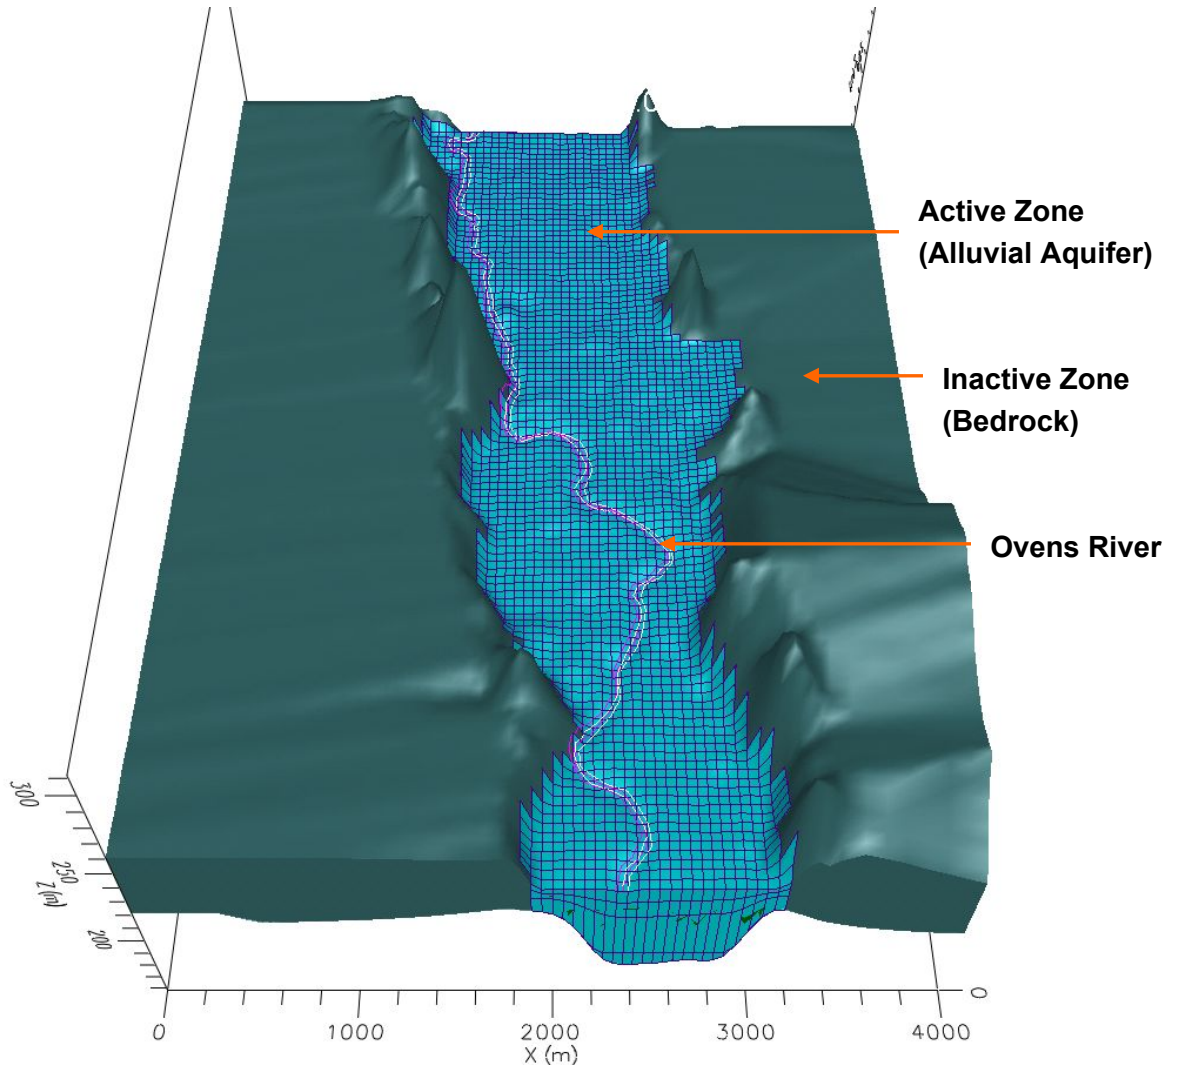 Active Zone
(Alluvial Aquifer)
Inactive Zone
(Bedrock)
Ovens River
300
250
Z(m)
200
0
0
1000
2000
3000
4000
X (m)